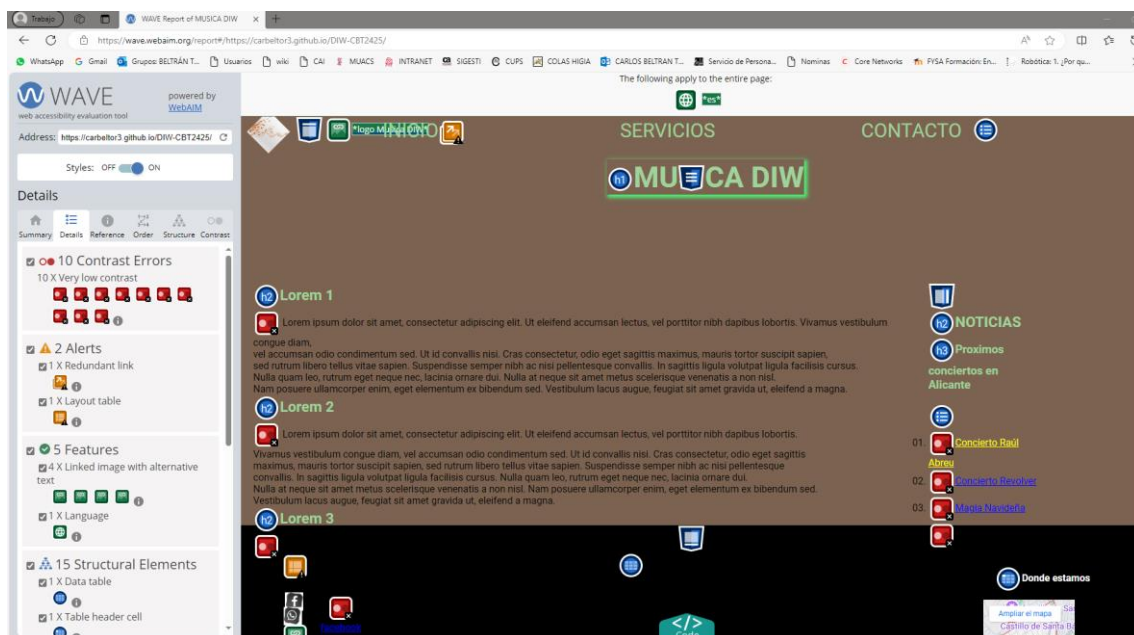 Trabajo
WAVE Report of MUSICA DIW
https://wave.webaim.org/report#/https://carbeltor3.github.io/DIW-CBT2425/
WhatsApp Gmail Grupos: BELTRÁN T... Usuarios wiki CAI MUACS INTRANET SIGESTI CUPS COLAS HIGIA CARLOS BELTRAN T... Servicio de Persona... Nominas Core Networks FYSA Formación: En... Robótica: 1. ¿Por qu...
WAVE
web accessibility evaluation tool
powered by
WebAIM
Address: https://carbeltor3.github.io/DIW-CBT2425/
Styles: OFF ON
Details
Summary Details Reference Order Structure Contrast
10 Contrast Errors
10 X Very low contrast
2 Alerts
1 X Redundant link
1 X Layout table
5 Features
4 X Linked image with alternative
text
1 X Language
15 Structural Elements
1 X Data table
1 X Table header cell
The following apply to the entire page:
*es*
INICIO
SERVICIOS
CONTACTO
h1 MUSICA DIW
h2 Lorem 1
Lorem ipsum dolor sit amet, consectetur adipiscing elit. Ut eleifend accumsan lectus, vel porttitor nibh dapibus lobortis. Vivamus vestibulum
congue diam,
vel accumsan odio condimentum sed. Ut id convallis nisi. Cras consectetur, odio eget sagittis maximus, mauris tortor suscipit sapien,
sed rutrum libero tellus vitae sapien. Suspendisse semper nibh ac nisi pellentesque convallis. In sagittis ligula volutpat ligula facilisis cursus.
Nulla quam leo, rutrum eget neque nec, lacinia ornare dui. Nulla at neque sit amet metus scelerisque venenatis a non nisl.
Nam posuere ullamcorper enim, eget elementum ex bibendum sed. Vestibulum lacus augue, feugiat sit amet gravida ut, eleifend a magna.
h2 Lorem 2
Lorem ipsum dolor sit amet, consectetur adipiscing elit. Ut eleifend accumsan lectus, vel porttitor nibh dapibus lobortis.
Vivamus vestibulum congue diam, vel accumsan odio condimentum sed. Ut id convallis nisi. Cras consectetur, odio eget sagittis
maximus, mauris tortor suscipit sapien, sed rutrum libero tellus vitae sapien. Suspendisse semper nibh ac nisi pellentesque
convallis. In sagittis ligula volutpat ligula facilisis cursus. Nulla quam leo, rutrum eget neque nec, lacinia ornare dui.
Nulla at neque sit amet metus scelerisque venenatis a non nisl. Nam posuere ullamcorper enim, eget elementum ex bibendum sed.
Vestibulum lacus augue, feugiat sit amet gravida ut, eleifend a magna.
h2 Lorem 3
h2 NOTICIAS
h3 Proximos
conciertos en
Alicante
01. Concierto Raúl
Abreu
02. Concierto Revolver
03. Magia Navideña
Donde estamos
Ampliar el mapa